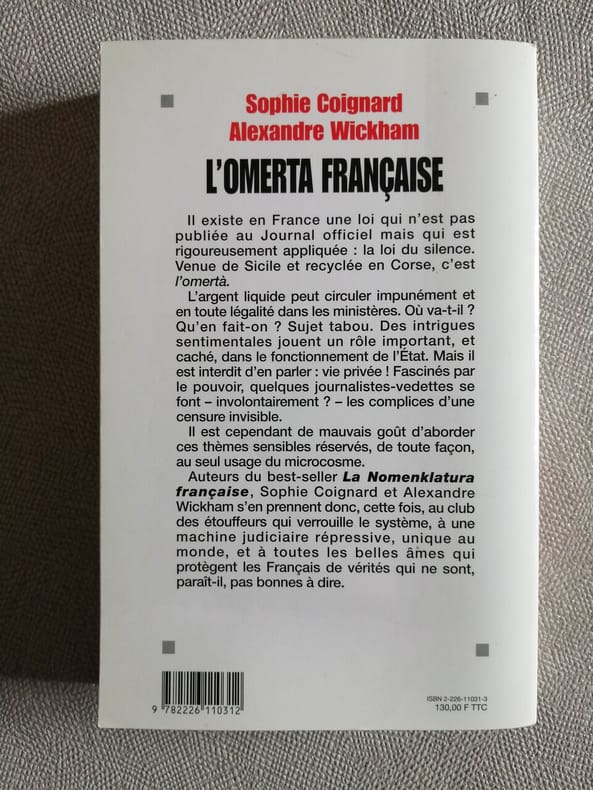 Sophie Coignard
Alexandre Wickham
L'OMERTA FRANÇAISE
Il existe en France une loi qui n'est pas
publiée au Journal officiel mais qui est
rigoureusement appliquée : la loi du silence.
Venue de Sicile et recyclée en Corse, c'est
l'omertà.
L'argent liquide peut circuler impunément et
en toute légalité dans les ministères. Où va-t-il ?
Qu'en fait-on ? Sujet tabou. Des intrigues
sentimentales jouent un rôle important, et
caché, dans le fonctionnement de l'État. Mais il
est interdit d'en parler : vie privée ! Fascinés par
le pouvoir, quelques journalistes-vedettes se
font – involontairement ? – les complices d'une
censure invisible.
Il est cependant de mauvais goût d'aborder
ces thèmes sensibles réservés, de toute façon,
au seul usage du microcosme.
Auteurs du best-seller La Nomenklatura
française, Sophie Coignard et Alexandre
Wickham s'en prennent donc, cette fois, au club
des étouffeurs qui verrouille le système, à une
machine judiciaire répressive, unique au
monde, et à toutes les belles âmes qui
protègent les Français de vérités qui ne sont,
paraît-il, pas bonnes à dire.
ISBN 2-226-11031-3
130,00 F TTC
9 782226 110312